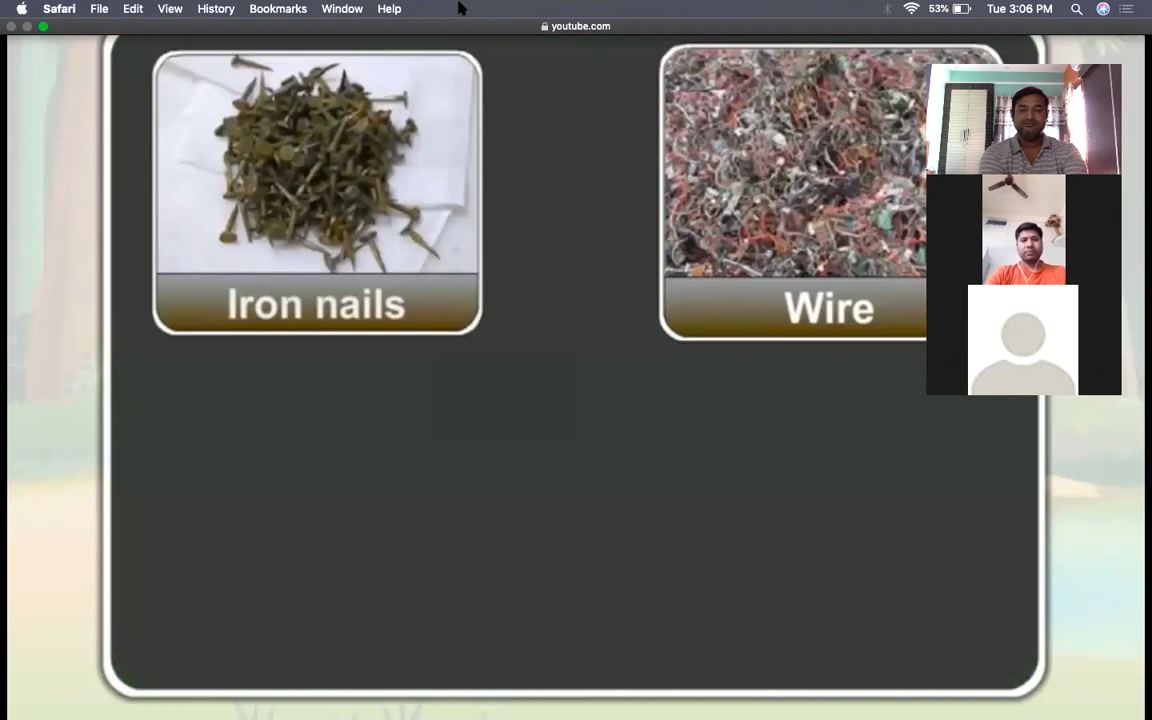 Safari File Edit View History Bookmarks Window Help 53% Tue 3:06 PM
youtube.com
Iron nails
Wire